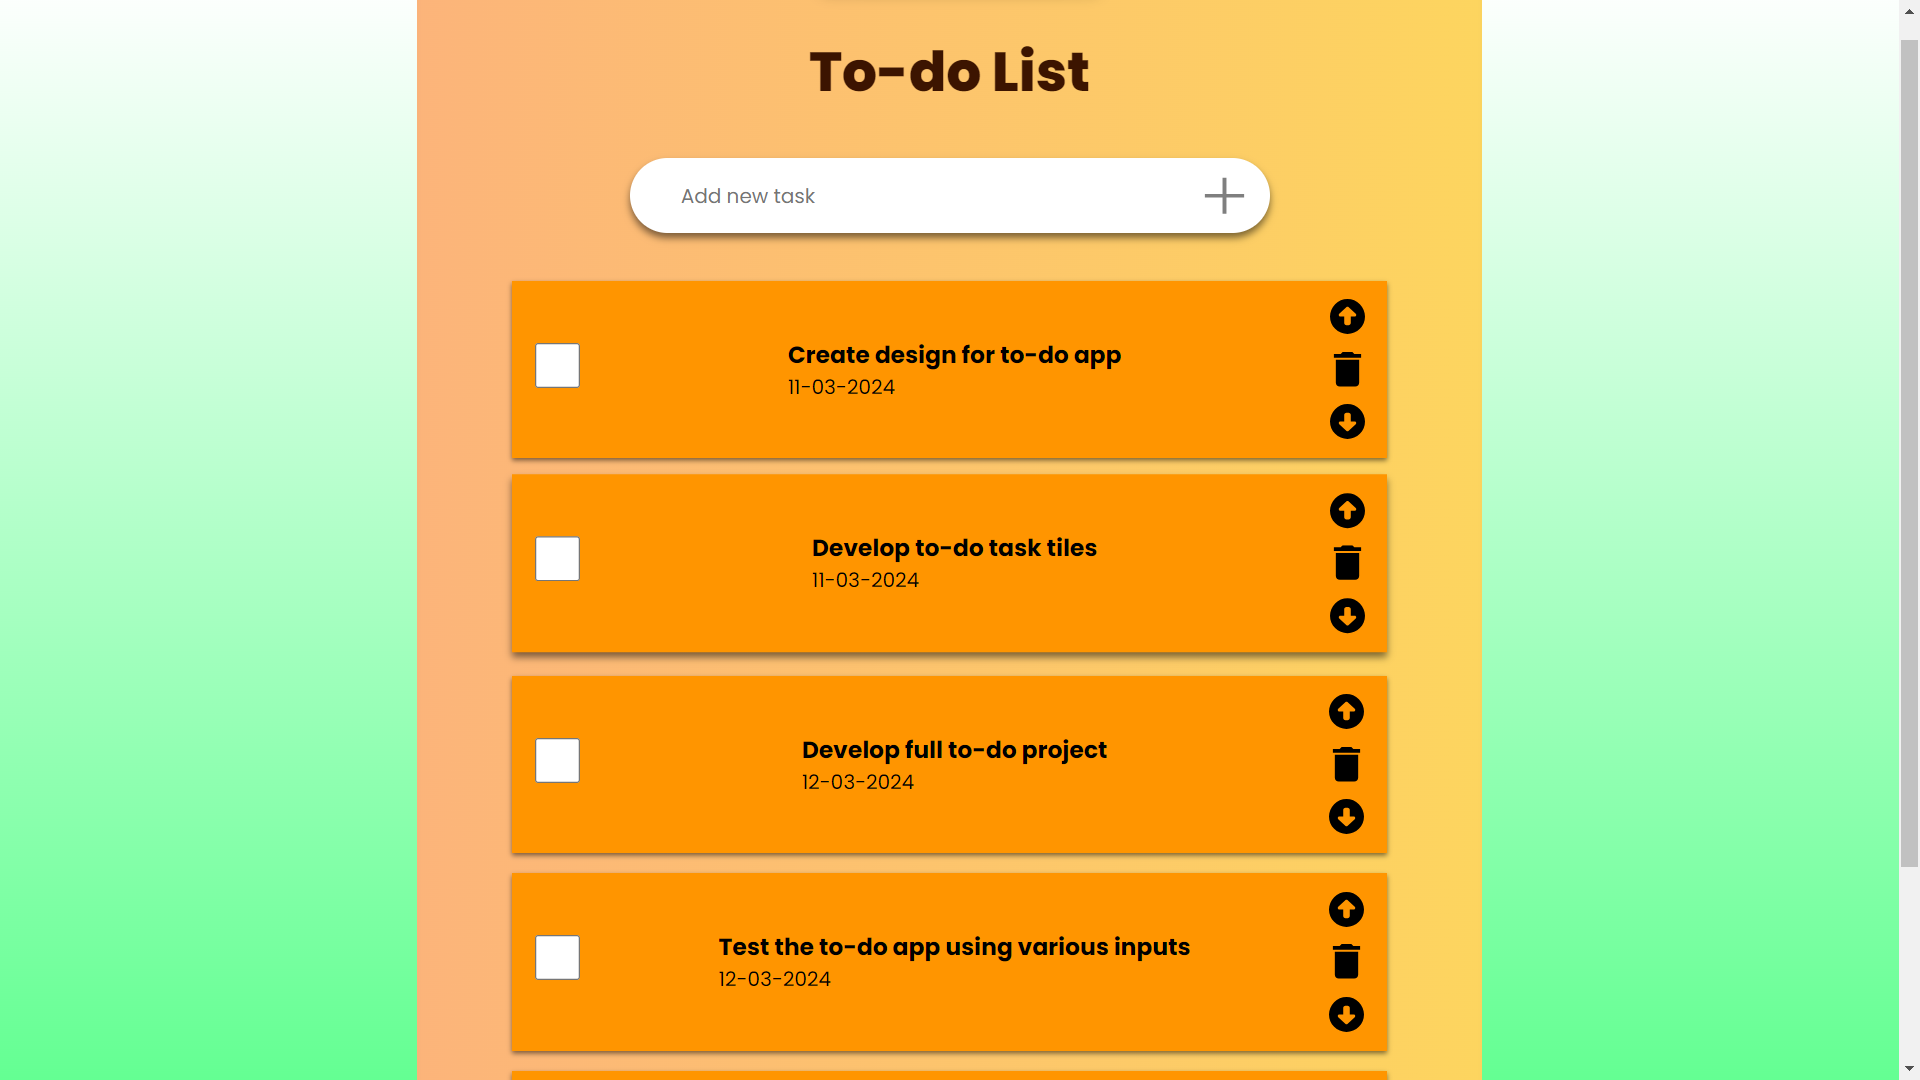 To-do List
Add new task
Create design for to-do app
11-03-2024
Develop to-do task tiles
11-03-2024
Develop full to-do project
12-03-2024
Test the to-do app using various inputs
12-03-2024